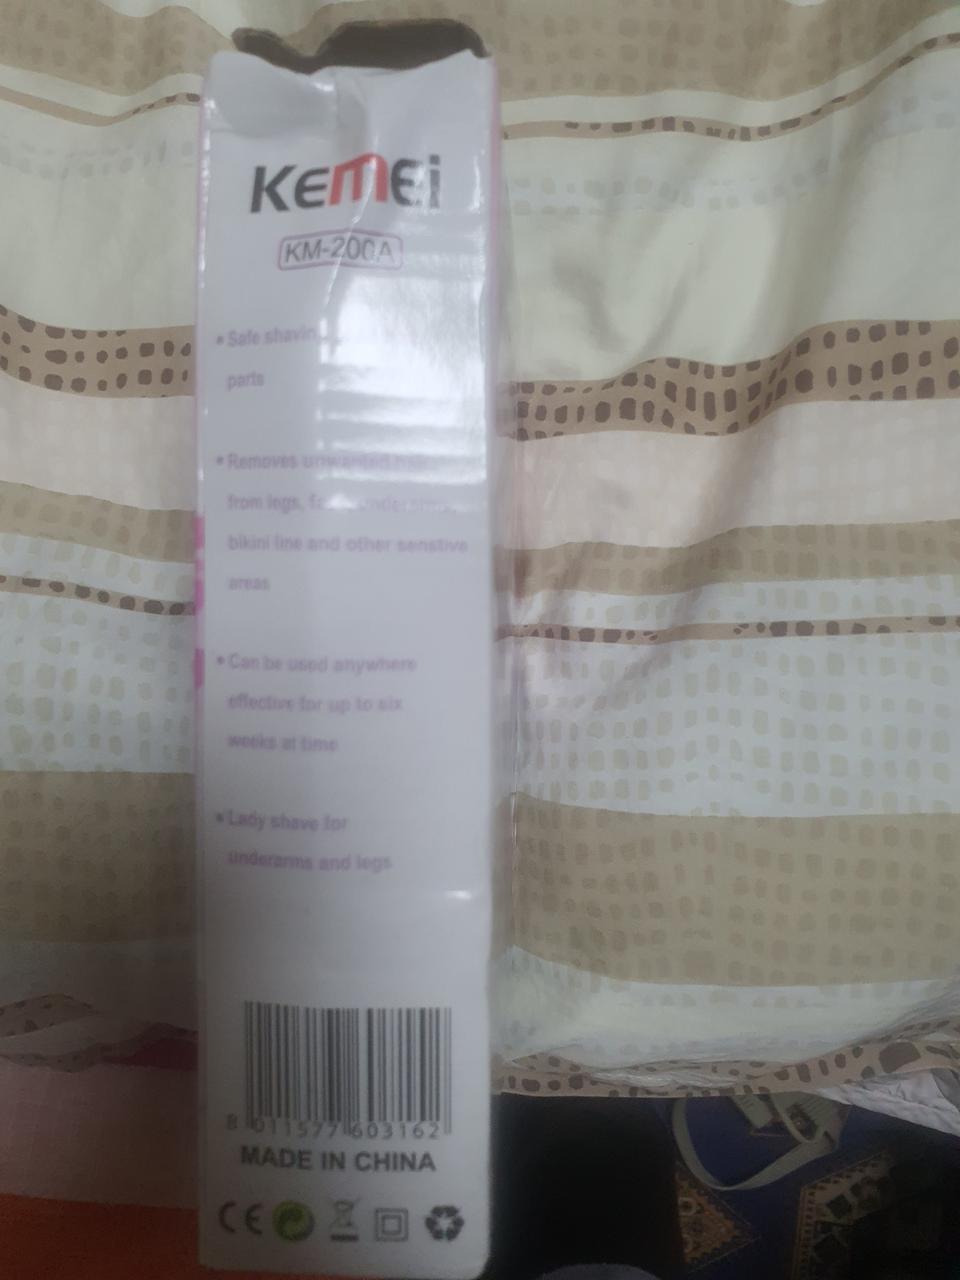 KEMEi
KM-200A
• Safe
parts
• Removes unwanted
from legs,
bikini line and other senstive
areas
• Can be used anywhere
effective for up to six
weeks at time
• Lady shave for
underarms and legs
8 011577 603162
MADE IN CHINA
CE